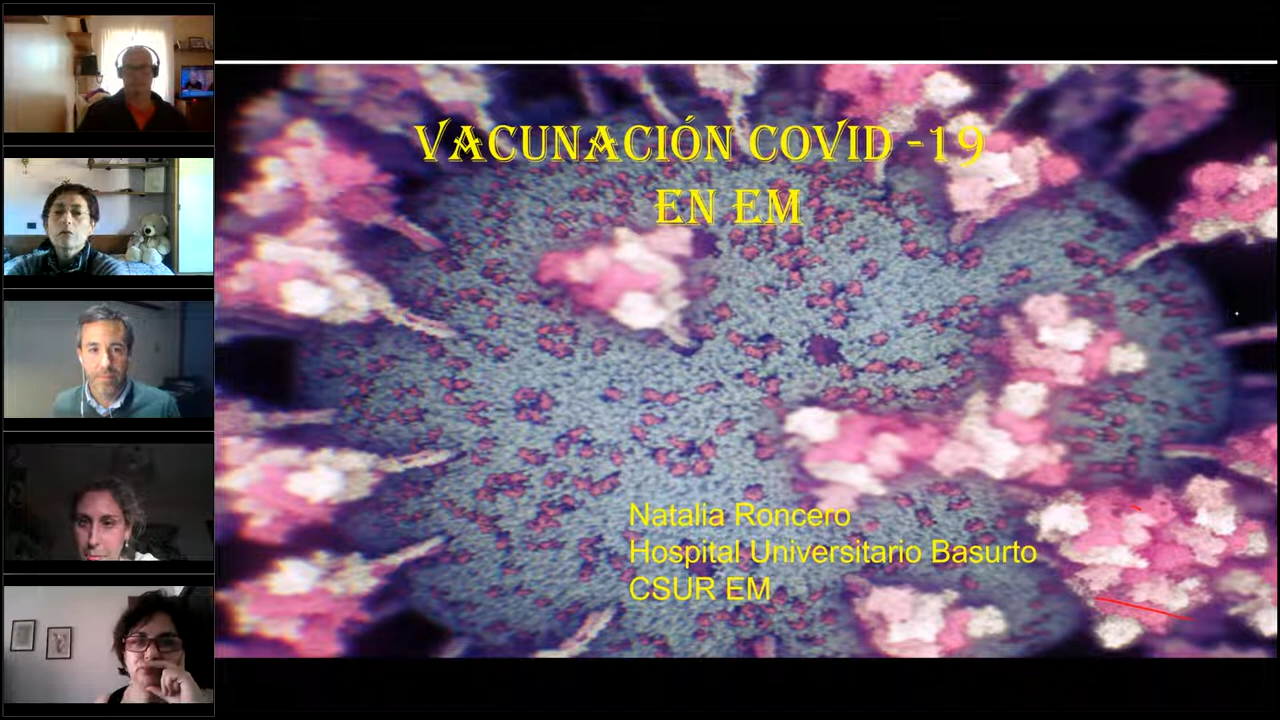 VACUNACIÓN COVID -19
EN EM
Natalia Roncero
Hospital Universitario Basurto
CSUR EM